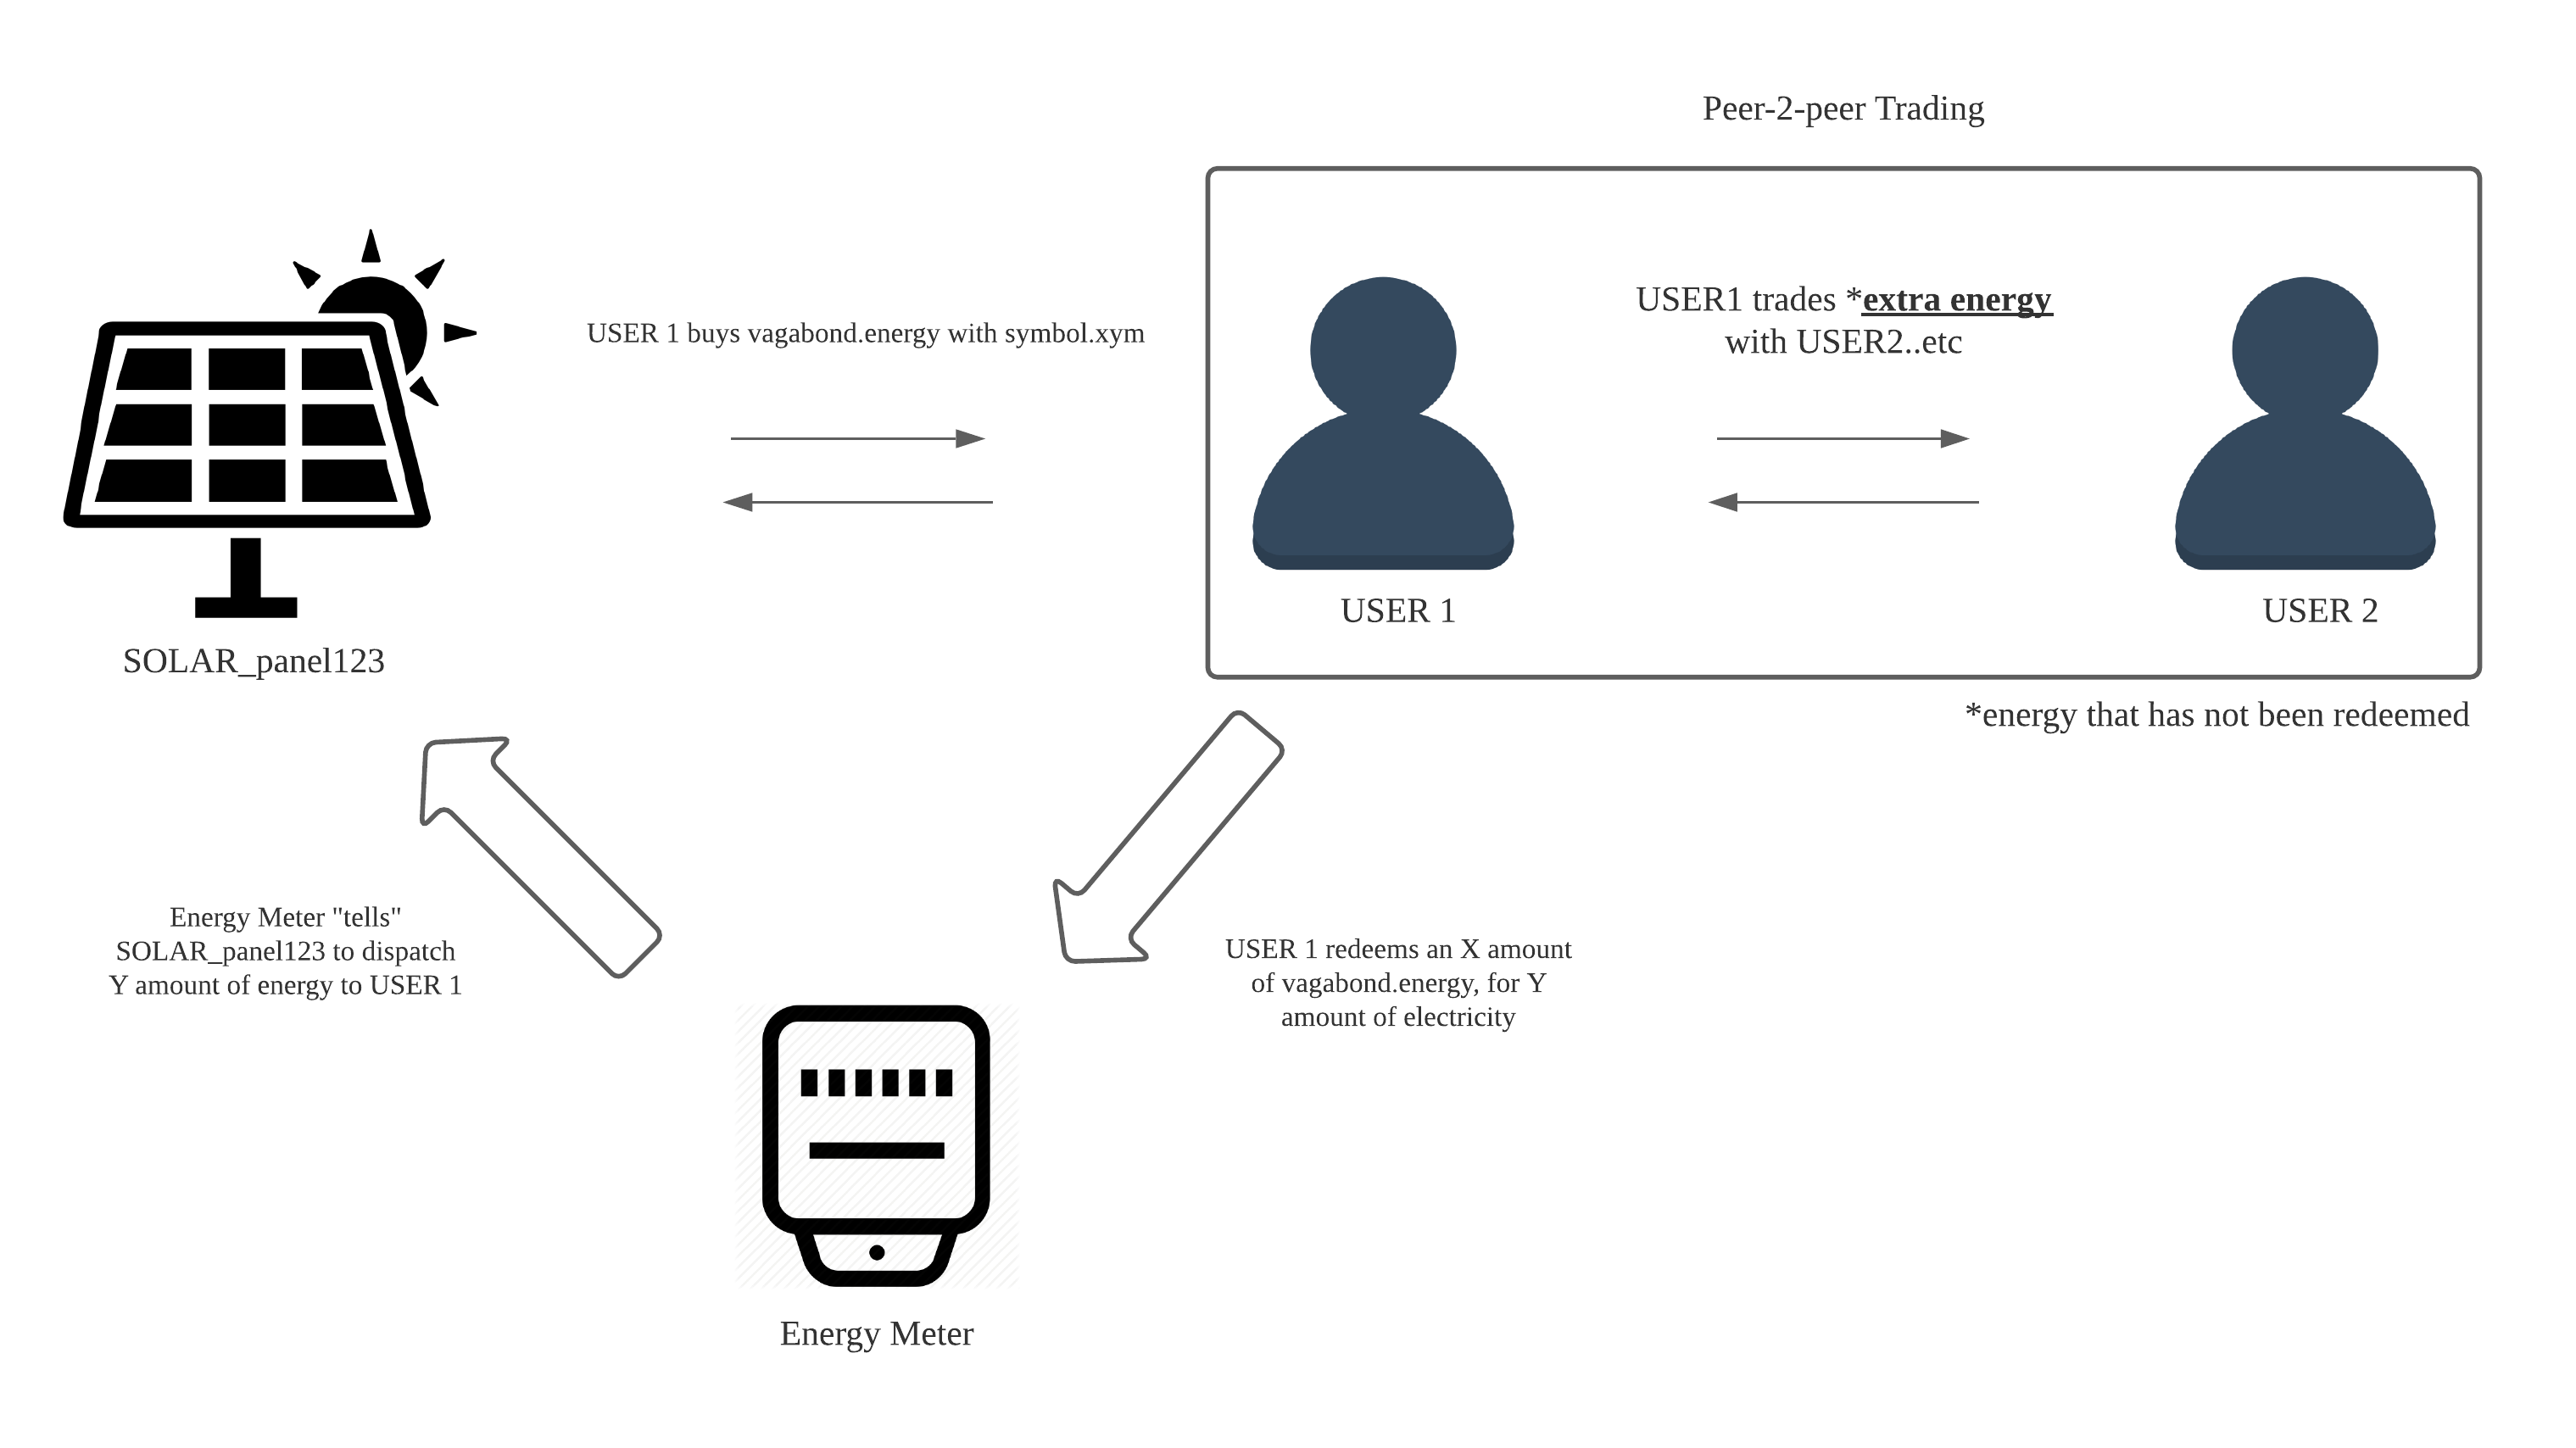 Peer-2-peer Trading
USER 1 buys vagabond.energy with symbol.xym
USER1 trades *extra energy
with USER2..etc
USER 1
USER 2
SOLAR_panel123
*energy that has not been redeemed
Energy Meter "tells"
SOLAR_panel123 to dispatch
Y amount of energy to USER 1
USER 1 redeems an X amount
of vagabond.energy, for Y
amount of electricity
Energy Meter